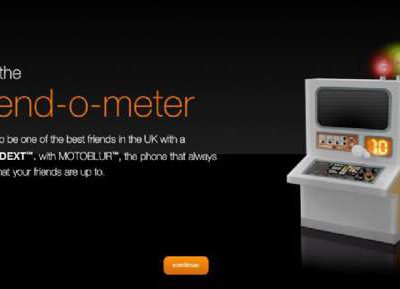 the
end-o-meter
o be one of the best friends in the UK with a
DEXT™. with MOTOBLUR™, the phone that always
hat your friends are up to.
10
continue